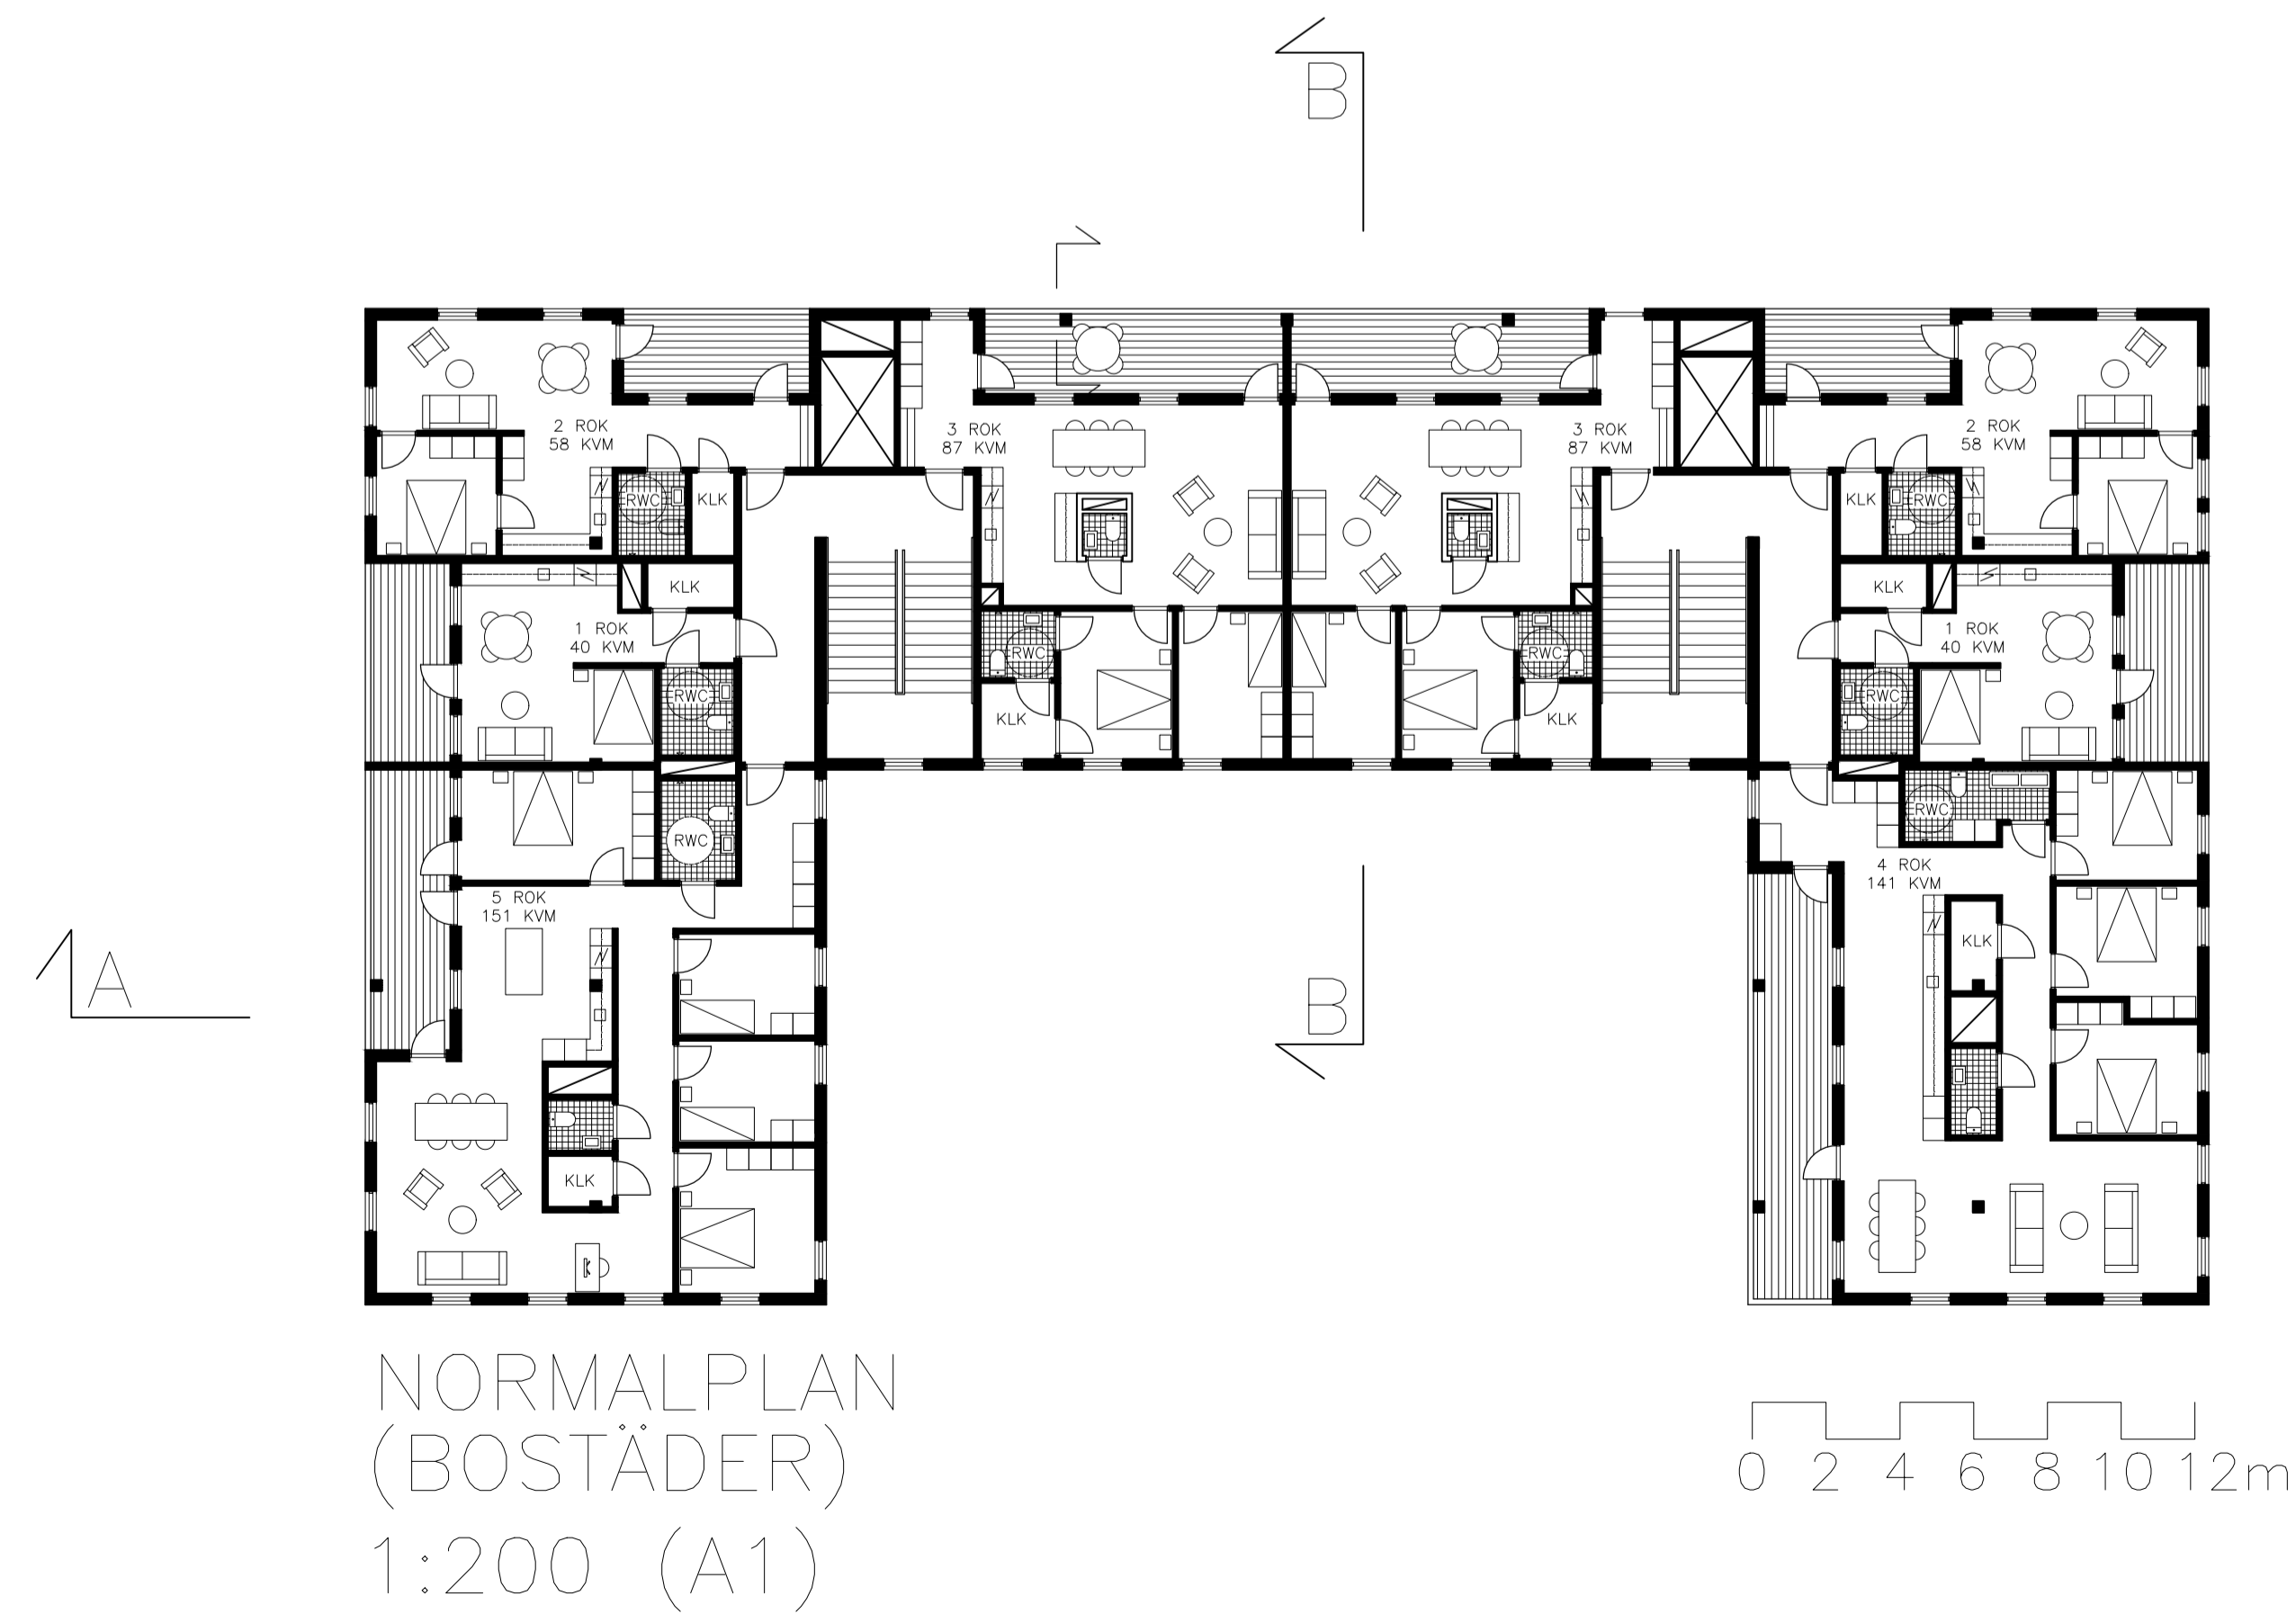 B
2 ROK
58 KVM
3 ROK
87 KVM
3 ROK
87 KVM
2 ROK
58 KVM
RWC
KLK
KLK
RWC
KLK
1 ROK
40 KVM
RWC
RWC
KLK
RWC
KLK
KLK
1 ROK
40 KVM
RWC
RWC
5 ROK
151 KVM
RWC
4 ROK
141 KVM
KLK
A
B
KLK
NORMALPLAN
(BOSTÄDER)
1:200 (A1)
0 2 4 6 8 10 12m